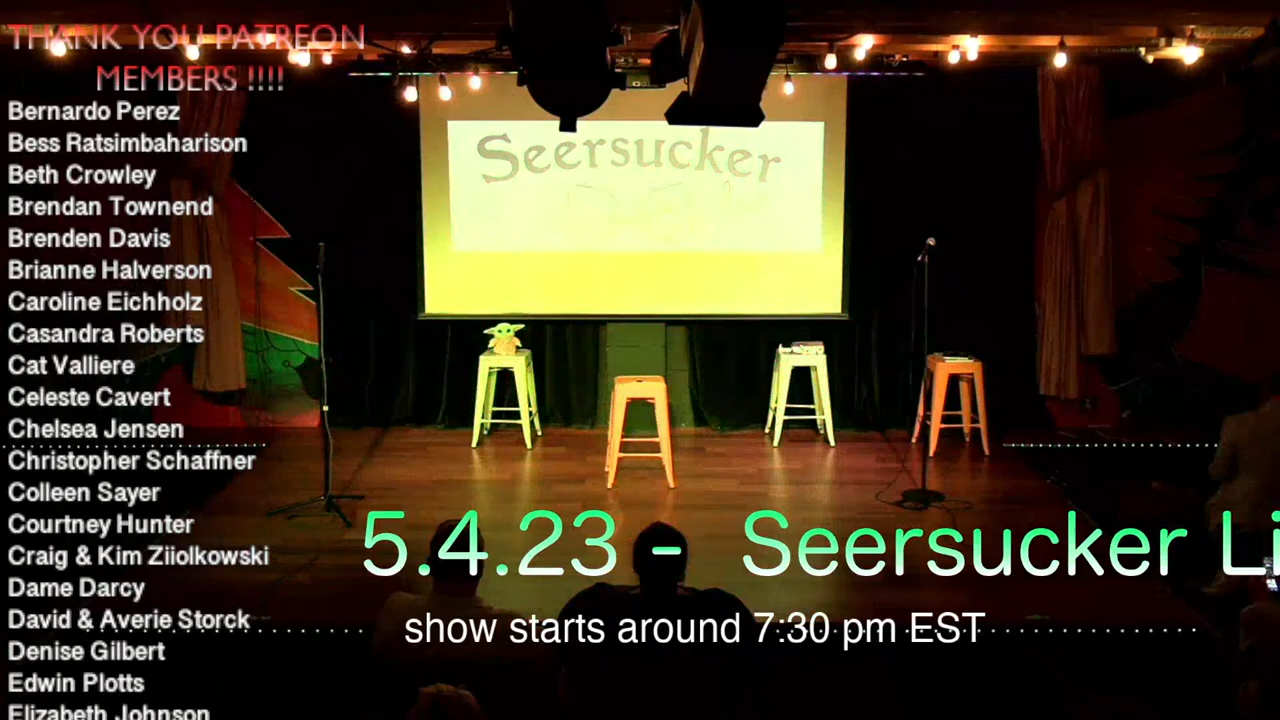 THANK YOU PATREON
MEMBERS !!!!
Bernardo Perez
Bess Ratsimbaharison
Beth Crowley
Brendan Townend
Brenden Davis
Brianne Halverson
Caroline Eichholz
Casandra Roberts
Cat Valliere
Celeste Cavert
Chelsea Jensen
Christopher Schaffner
Colleen Sayer
Courtney Hunter
Craig & Kim Ziiolkowski
Dame Darcy
David & Averie Storck
Denise Gilbert
Edwin Plotts
Elizabeth Johnson
Seersucker
5.4.23 - Seersucker Li
show starts around 7:30 pm EST